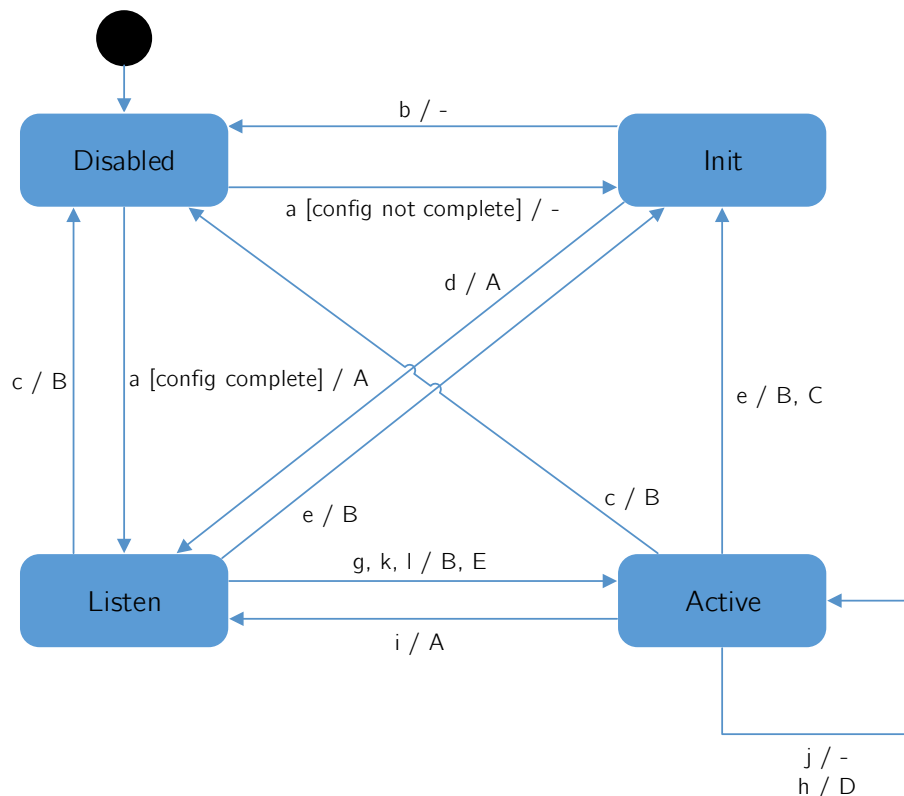 b / -
Disabled
Init
a [config not complete] / -
d / A
c / B
a [config complete] / A
e / B, C
e / B
c / B
g, k, l / B, E
Listen
Active
i / A
j / -
h / D